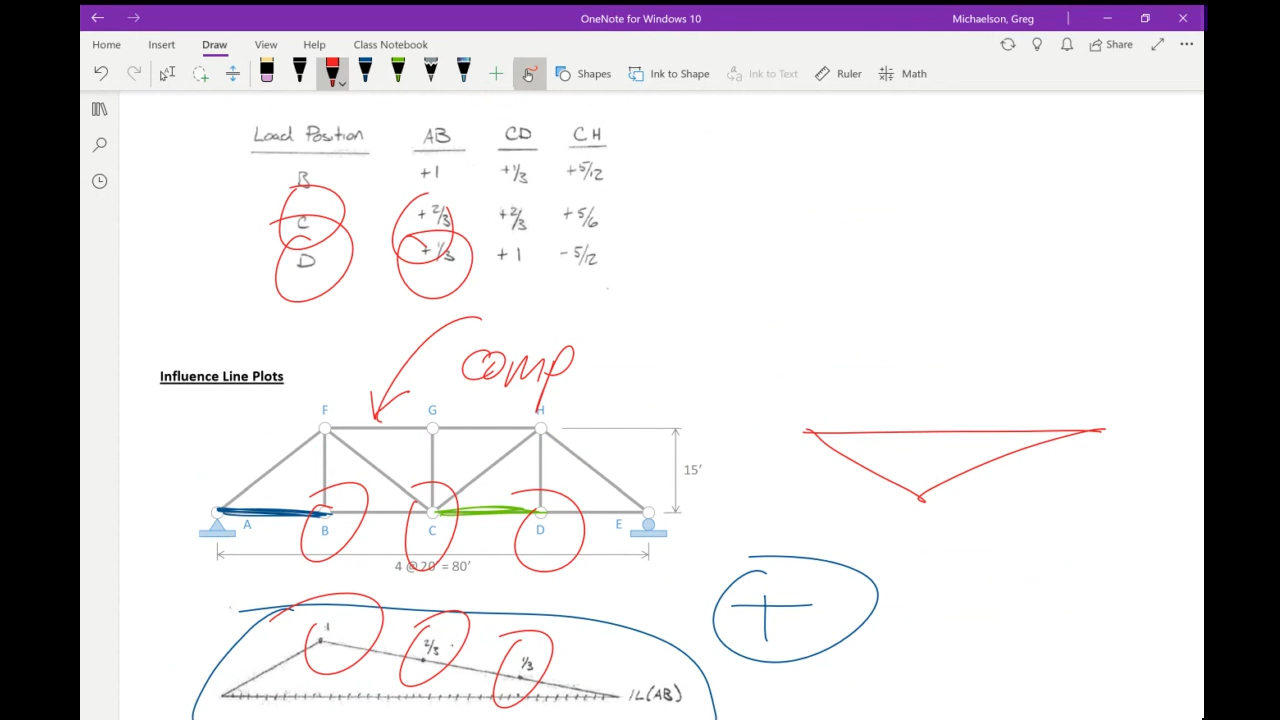 OneNote for Windows 10
Michaelson, Greg
Home Insert Draw View Help Class Notebook
Share
Shapes Ink to Shape Ink to Text Ruler Math
Load Position AB CD CH
B +1 +1/3 +5/12
C +2/3 +2/3 +5/6
D +1/3 +1 -5/12
comp
Influence Line Plots
F G H
15'
A B C D E
4 @ 20' = 80'
+
1
2/3
1/3
IL(AB)